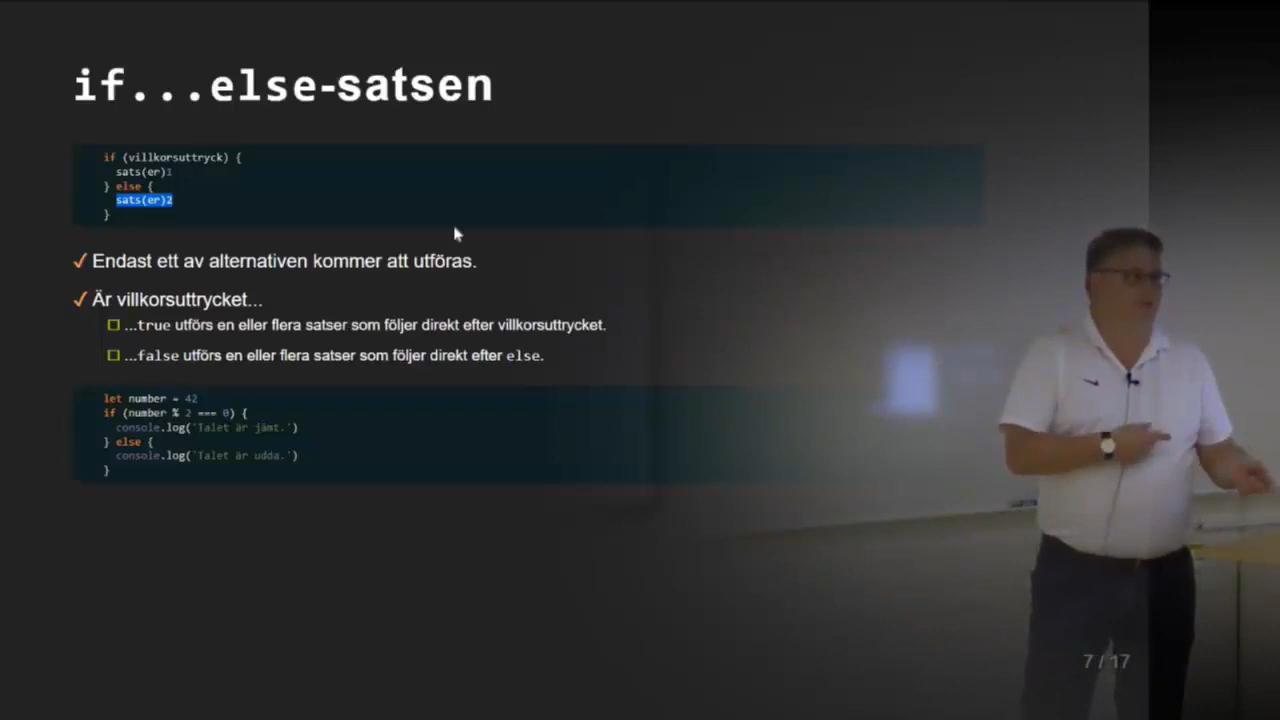 if...else-satsen
if (villkorsuttryck) {
sats(er)1
} else {
sats(er)2
}
✓ Endast ett av alternativen kommer att utföras.
✓ Är villkorsuttrycket...
...true utförs en eller flera satser som följer direkt efter villkorsuttrycket.
...false utförs en eller flera satser som följer direkt efter else.
let number = 42
if (number % 2 === 0) {
console.log('Talet är jämt.')
} else {
console.log('Talet är udda.')
}
7 / 17